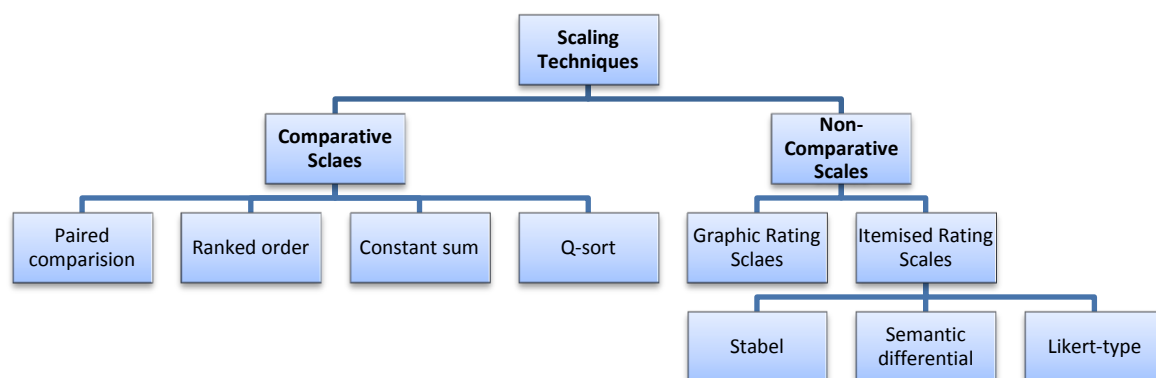 Scaling
Techniques
Comparative
Sclaes
Non-
Comparative
Scales
Paired
comparision
Ranked order
Constant sum
Q-sort
Graphic Rating
Sclaes
Itemised Rating
Scales
Stabel
Semantic
differential
Likert-type